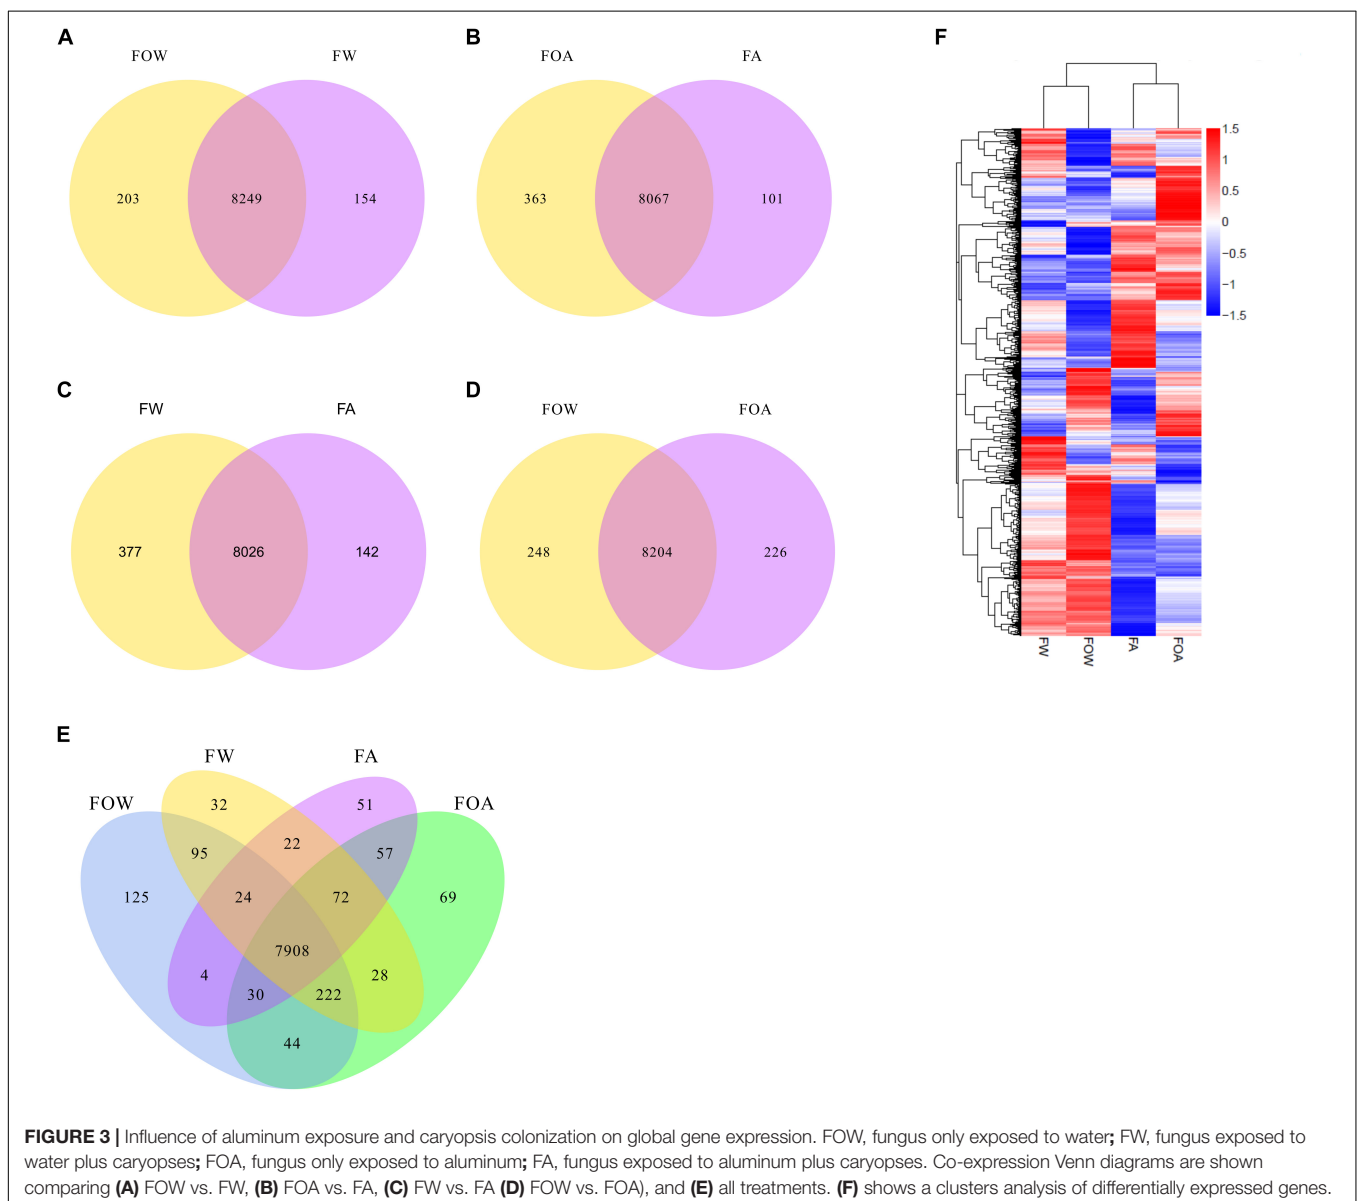 A
FOW FW
203 8249 154
B
FOA FA
363 8067 101
C
FW FA
377 8026 142
D
FOW FOA
248 8204 226
E
FW FA
FOW FOA
32 51
95 22 57
125 24 72 69
7908
4 28
30 222
44
F
1.5
1
0.5
0
−0.5
−1
−1.5
FW FOW FA FOA
FIGURE 3 | Influence of aluminum exposure and caryopsis colonization on global gene expression. FOW, fungus only exposed to water; FW, fungus exposed to
water plus caryopses; FOA, fungus only exposed to aluminum; FA, fungus exposed to aluminum plus caryopses. Co-expression Venn diagrams are shown
comparing (A) FOW vs. FW, (B) FOA vs. FA, (C) FW vs. FA (D) FOW vs. FOA), and (E) all treatments. (F) shows a clusters analysis of differentially expressed genes.